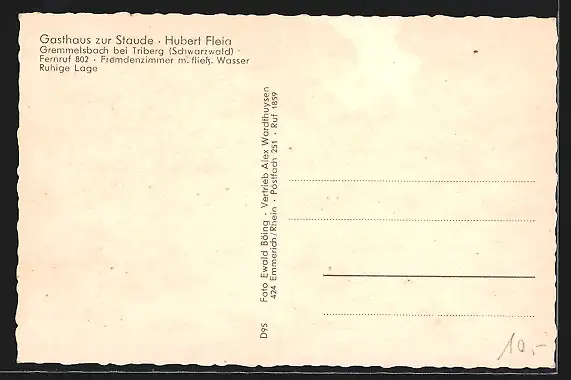 Gasthaus zur Staude · Hubert Fleig
Gremmelsbach bei Triberg (Schwarzwald)
Fernruf 802 · Fremdenzimmer m. fließ. Wasser
Ruhige Lage
D95 Foto Ewald Böing · Vertrieb Alex Wardthuysen
424 Emmerich/Rhein · Postfach 251 · Ruf 1859
10,-